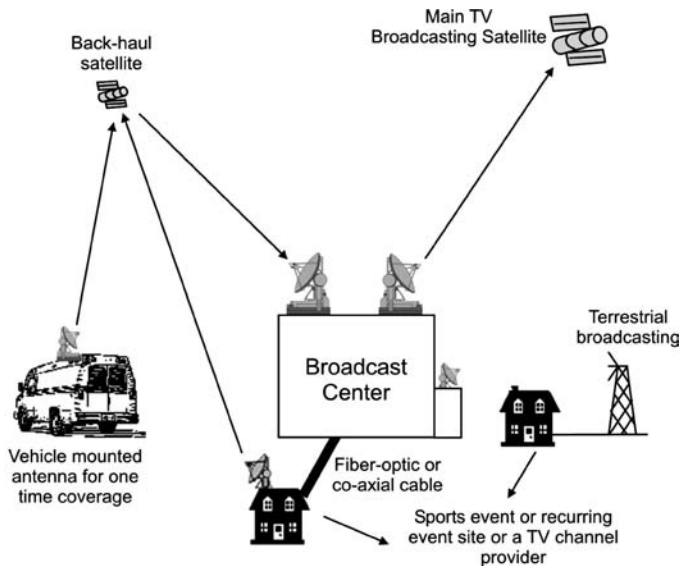 Back-haul
satellite
Main TV
Broadcasting Satellite
Broadcast
Center
Terrestrial
broadcasting
Vehicle mounted
antenna for one
time coverage
Fiber-optic or
co-axial cable
Sports event or recurring
event site or a TV channel
provider